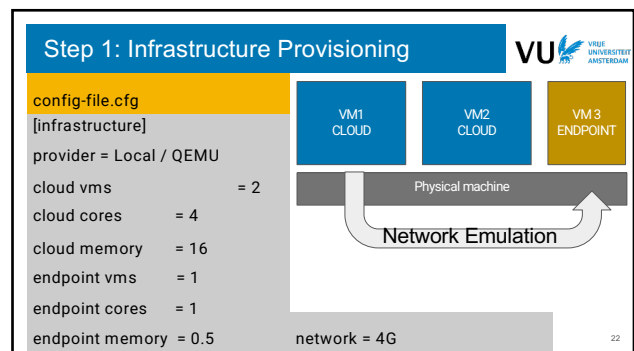 Step 1: Infrastructure Provisioning
VU
VRIJE
UNIVERSITEIT
AMSTERDAM
config-file.cfg
[infrastructure]
provider = Local / QEMU
cloud vms = 2
cloud cores = 4
cloud memory = 16
endpoint vms = 1
endpoint cores = 1
endpoint memory = 0.5
network = 4G
VM1
CLOUD
VM2
CLOUD
VM 3
ENDPOINT
Physical machine
Network Emulation
22